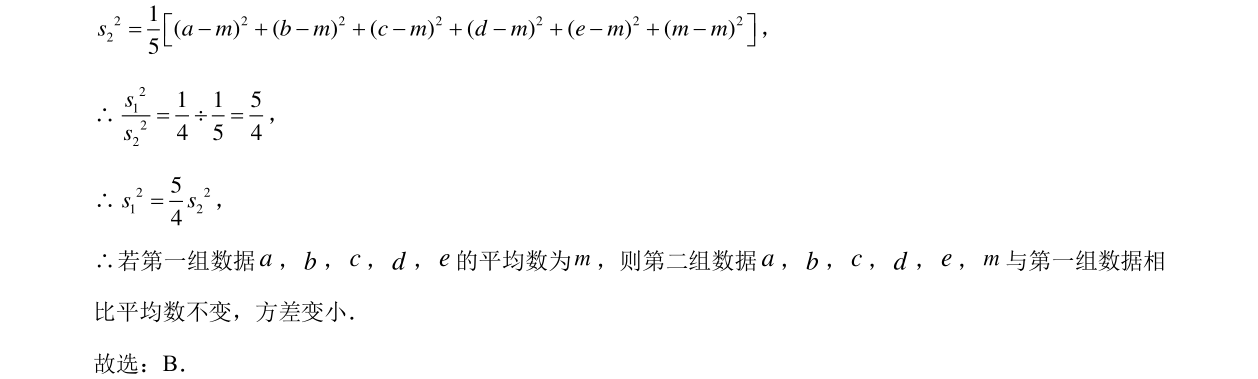 s₂² = 1/5[(a−m)²+(b−m)²+(c−m)²+(d−m)²+(e−m)²+(m−m)²],
∴ s₁²/s₂² = 1/4 ÷ 1/5 = 5/4,
∴ s₁² = 5/4 s₂²,
∴若第一组数据a，b，c，d，e的平均数为m，则第二组数据a，b，c，d，e，m与第一组数据相
比平均数不变，方差变小．
故选：B．